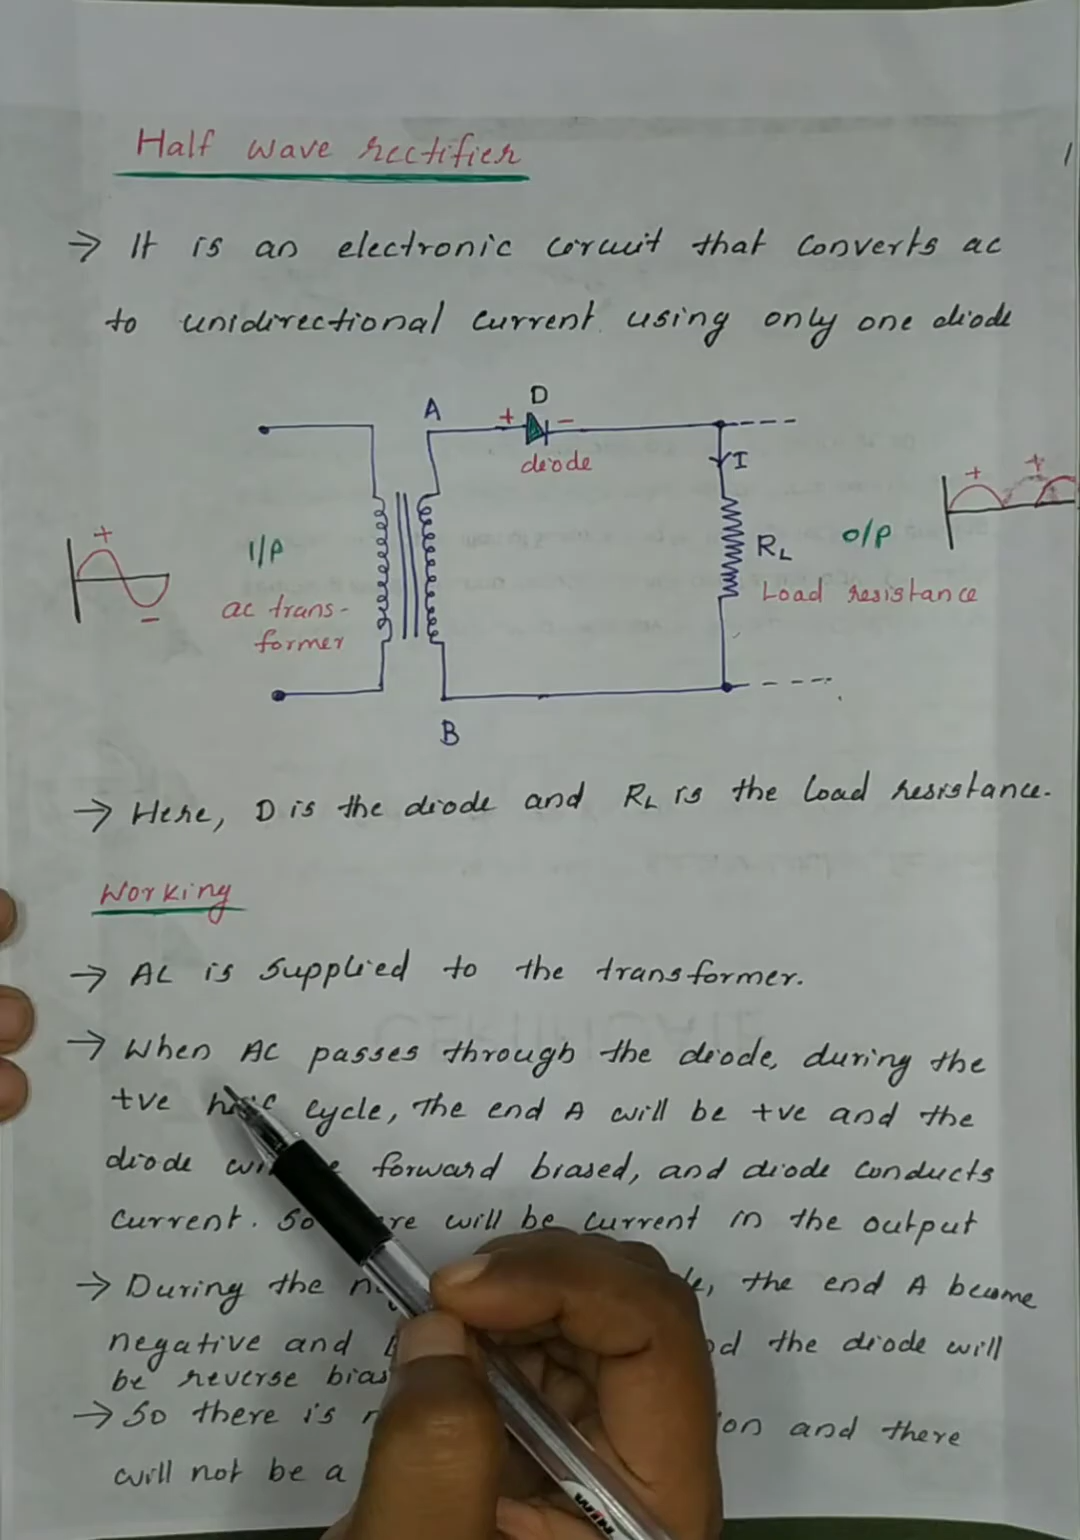 Half wave rectifier
1
→ It is an electronic circuit that converts ac
to unidirectional current using only one diode
A
D
+
-
diode
I
+
+
+
-
I/P
ac trans-
former
RL
O/P
Load resistance
B
→ Here, D is the diode and RL is the Load resistance.
Working
→ AC is supplied to the transformer.
→ When AC passes through the diode, during the
+ve cycle, the end A will be +ve and the
diode forward biased, and diode conducts
current. So will be current in the output
→ During the the end A become
negative and the diode will
be reverse
→ So there is and there
will not be a